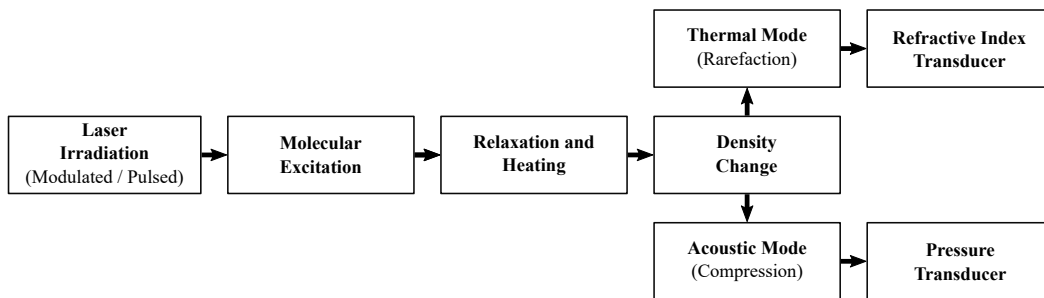 Laser
Irradiation
(Modulated / Pulsed)
Molecular
Excitation
Relaxation and
Heating
Density
Change
Thermal Mode
(Rarefaction)
Refractive Index
Transducer
Acoustic Mode
(Compression)
Pressure
Transducer